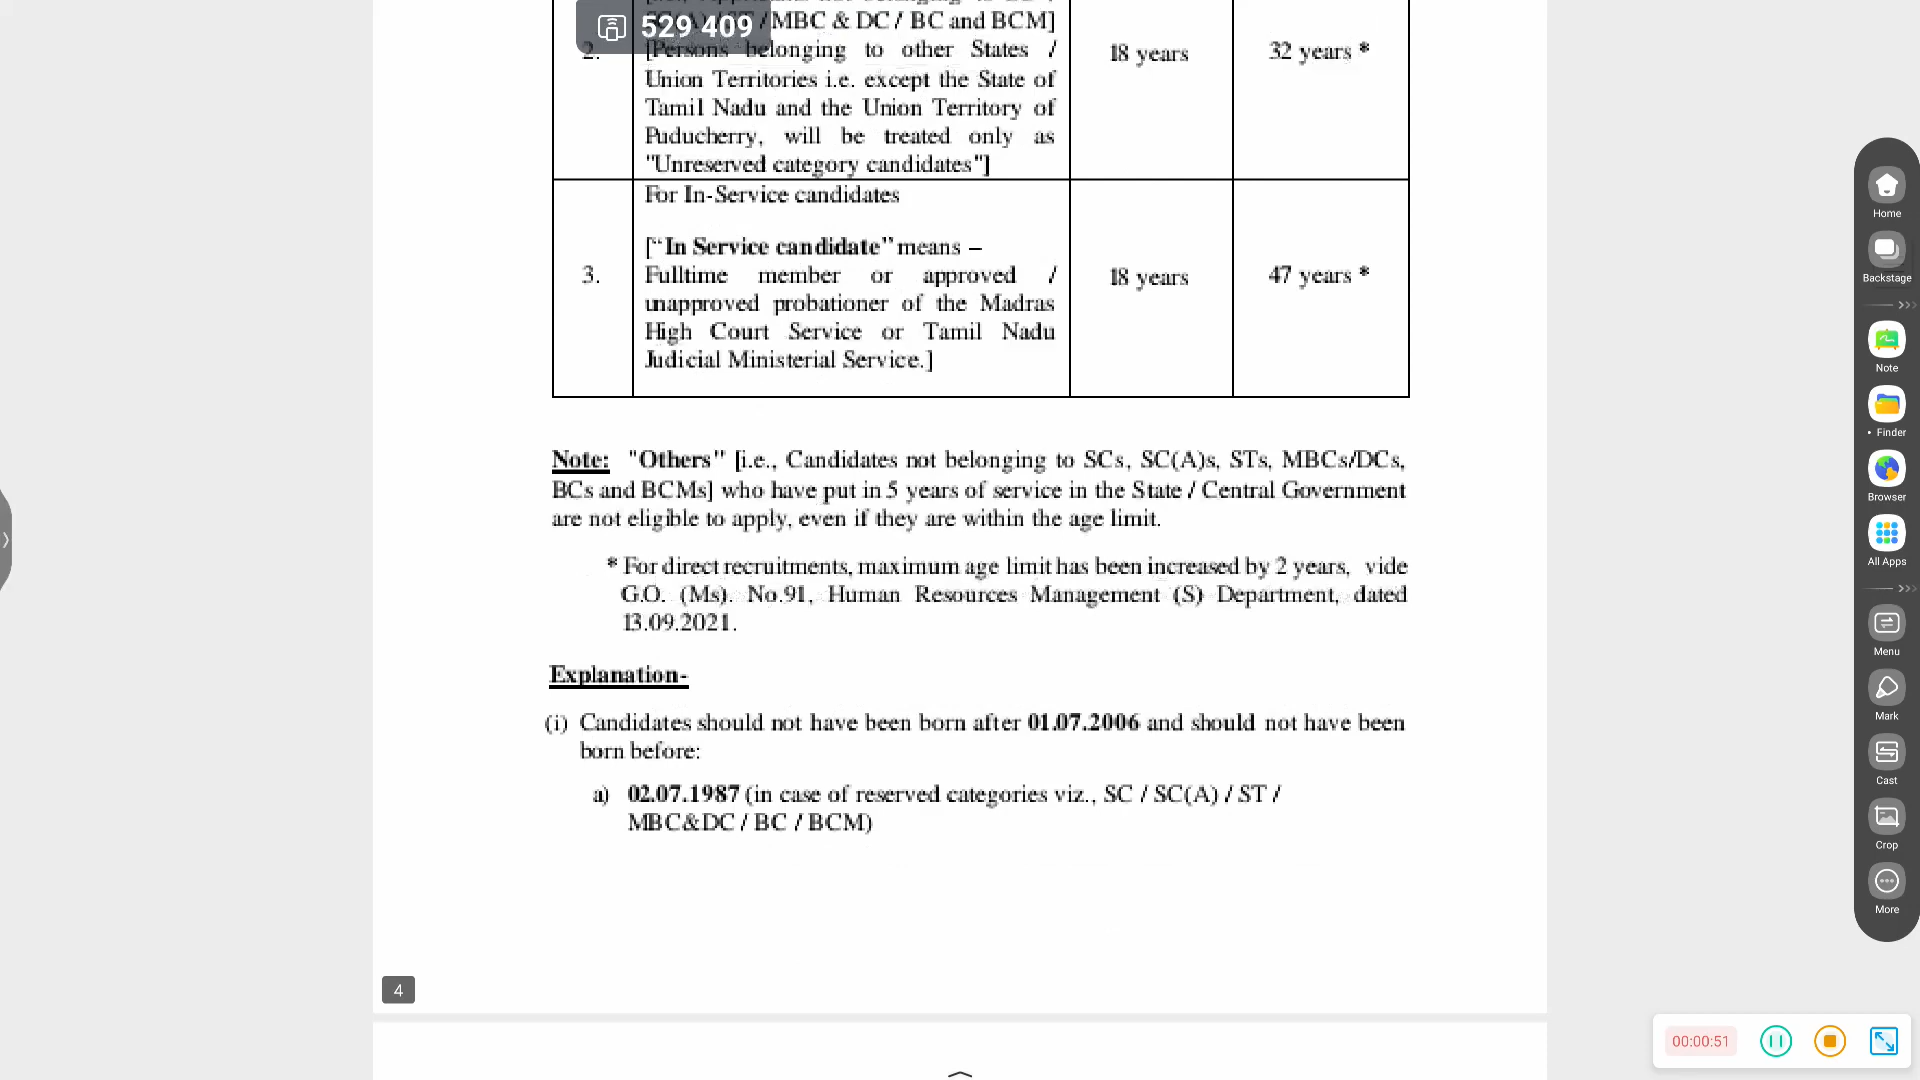 529 409
MBC & DC / BC and BCM]
2.
[Persons belonging to other States /
Union Territories i.e. except the State of
Tamil Nadu and the Union Territory of
Puducherry, will be treated only as
"Unreserved category candidates"]
18 years
32 years *
For In-Service candidates
["In Service candidate" means –
3.
Fulltime member or approved /
unapproved probationer of the Madras
High Court Service or Tamil Nadu
Judicial Ministerial Service.]
18 years
47 years *
Note: "Others" [i.e., Candidates not belonging to SCs, SC(A)s, STs, MBCs/DCs,
BCs and BCMs] who have put in 5 years of service in the State / Central Government
are not eligible to apply, even if they are within the age limit.
* For direct recruitments, maximum age limit has been increased by 2 years, vide
G.O. (Ms). No.91, Human Resources Management (S) Department, dated
13.09.2021.
Explanation-
(i) Candidates should not have been born after 01.07.2006 and should not have been
born before:
a) 02.07.1987 (in case of reserved categories viz., SC / SC(A) / ST /
MBC&DC / BC / BCM)
4
Home
Backstage
Note
• Finder
Browser
All Apps
Menu
Mark
Cast
Crop
More
00:00:51